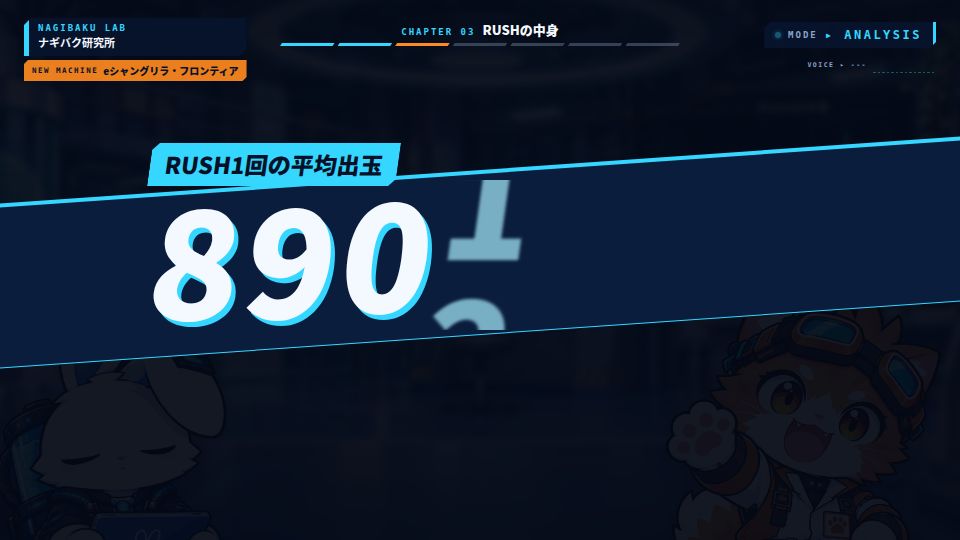 NAGIBAKU LAB
ナギバク研究所
NEW MACHINE eシャングリラ・フロンティア
CHAPTER 03 RUSHの中身
MODE ▶ ANALYSIS
VOICE ▸ ---
RUSH1回の平均出玉
890